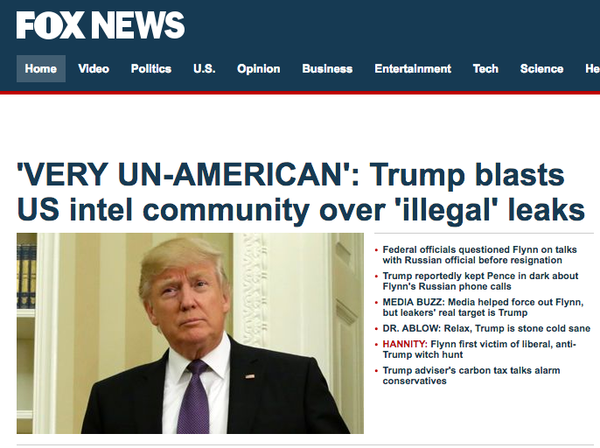 FOX NEWS
Home Video Politics U.S. Opinion Business Entertainment Tech Science He
'VERY UN-AMERICAN': Trump blasts
US intel community over 'illegal' leaks
Federal officials questioned Flynn on talks
with Russian official before resignation
Trump reportedly kept Pence in dark about
Flynn's Russian phone calls
MEDIA BUZZ: Media helped force out Flynn,
but leakers' real target is Trump
DR. ABLOW: Relax, Trump is stone cold sane
HANNITY: Flynn first victim of liberal, anti-
Trump witch hunt
Trump adviser's carbon tax talks alarm
conservatives